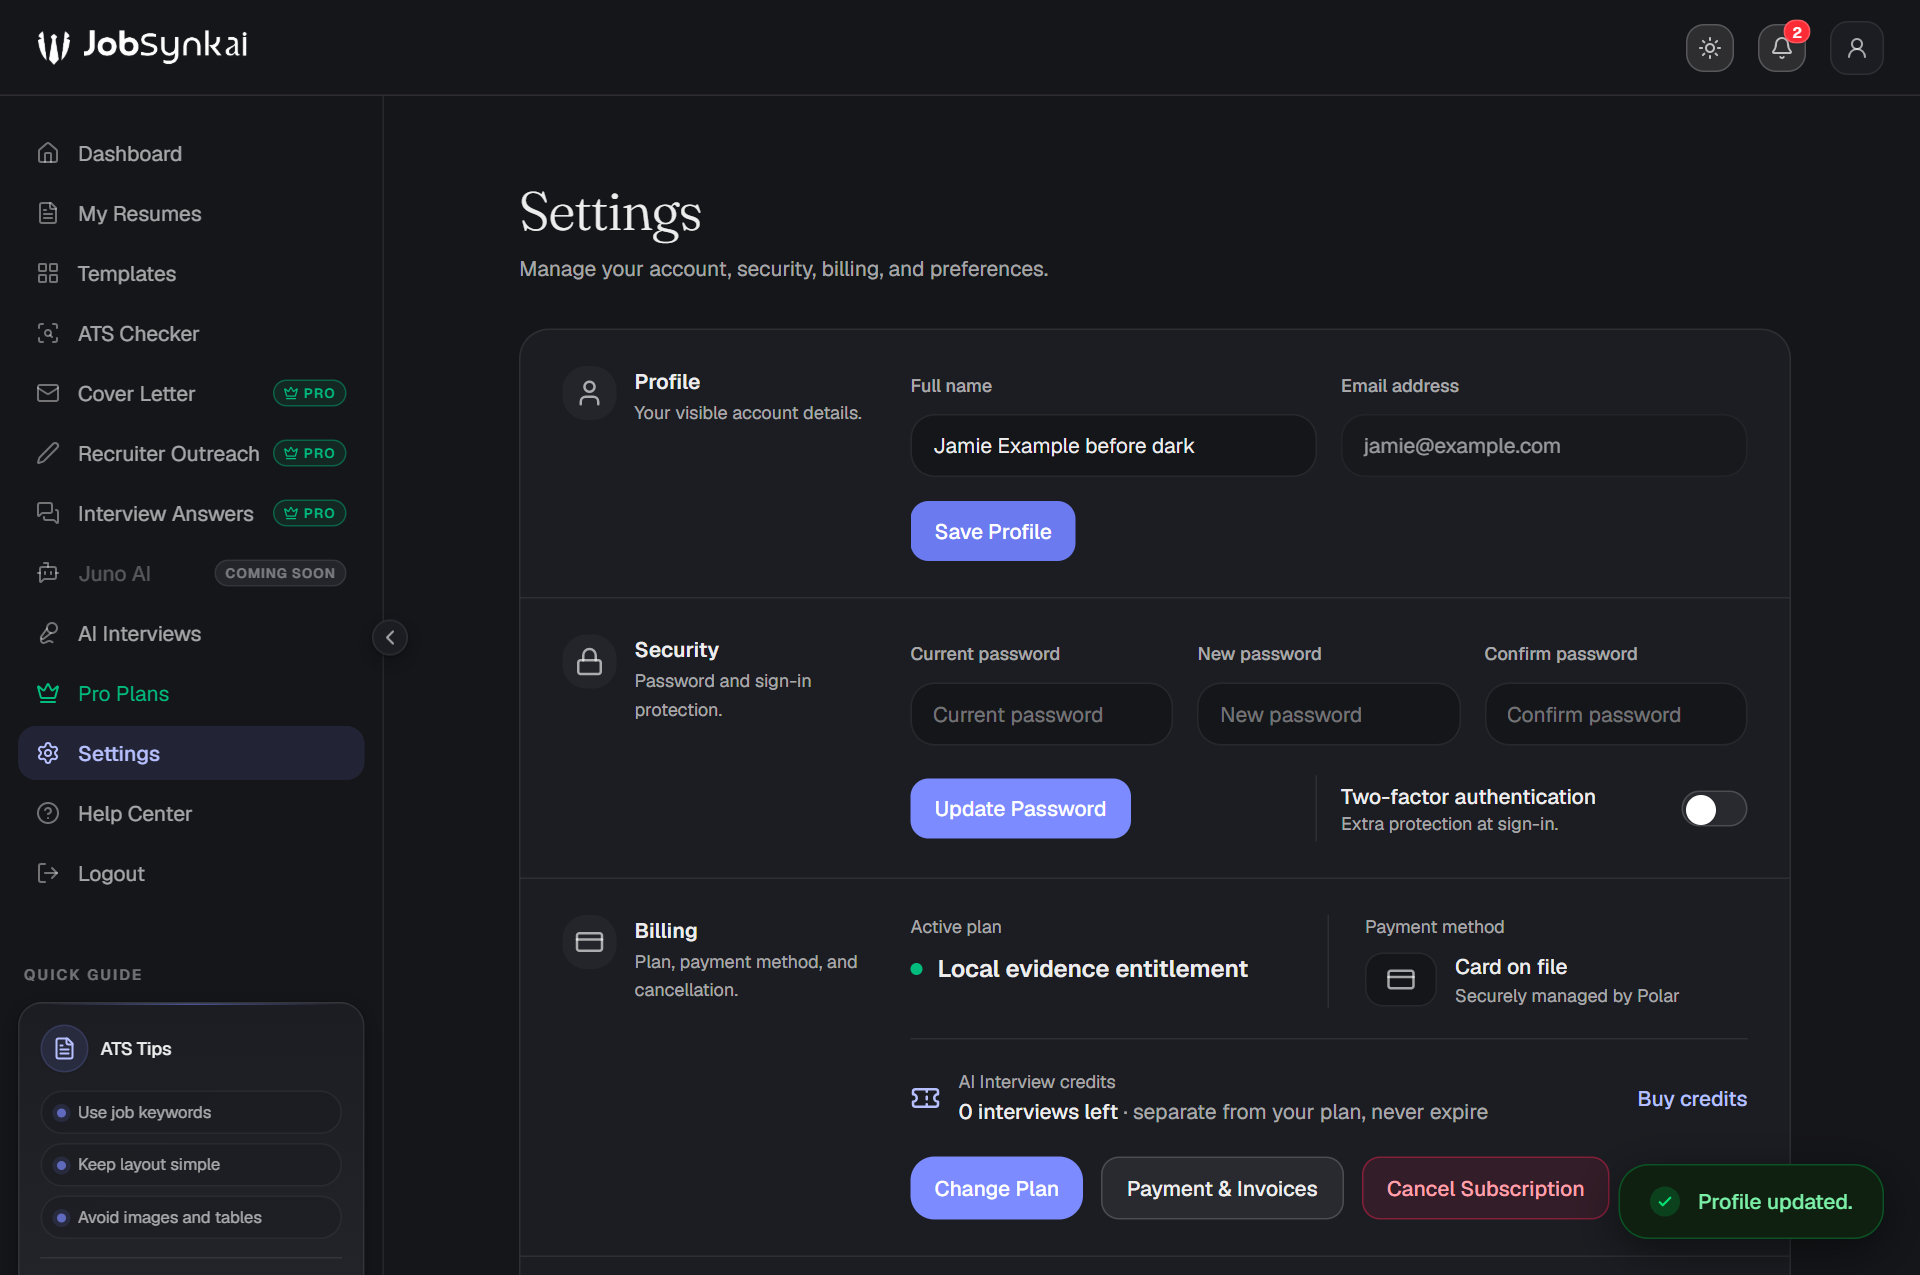 JobSynkai
2
Dashboard
My Resumes
Templates
ATS Checker
Cover Letter PRO
Recruiter Outreach PRO
Interview Answers PRO
Juno AI COMING SOON
AI Interviews
Pro Plans
Settings
Help Center
Logout
QUICK GUIDE
ATS Tips
Use job keywords
Keep layout simple
Avoid images and tables
Settings
Manage your account, security, billing, and preferences.
Profile
Your visible account details.
Full name
Jamie Example before dark
Email address
jamie@example.com
Save Profile
Security
Password and sign-in
protection.
Current password
Current password
New password
New password
Confirm password
Confirm password
Update Password
Two-factor authentication
Extra protection at sign-in.
Billing
Plan, payment method, and
cancellation.
Active plan
Local evidence entitlement
Payment method
Card on file
Securely managed by Polar
AI Interview credits
0 interviews left · separate from your plan, never expire
Buy credits
Change Plan
Payment & Invoices
Cancel Subscription
Profile updated.